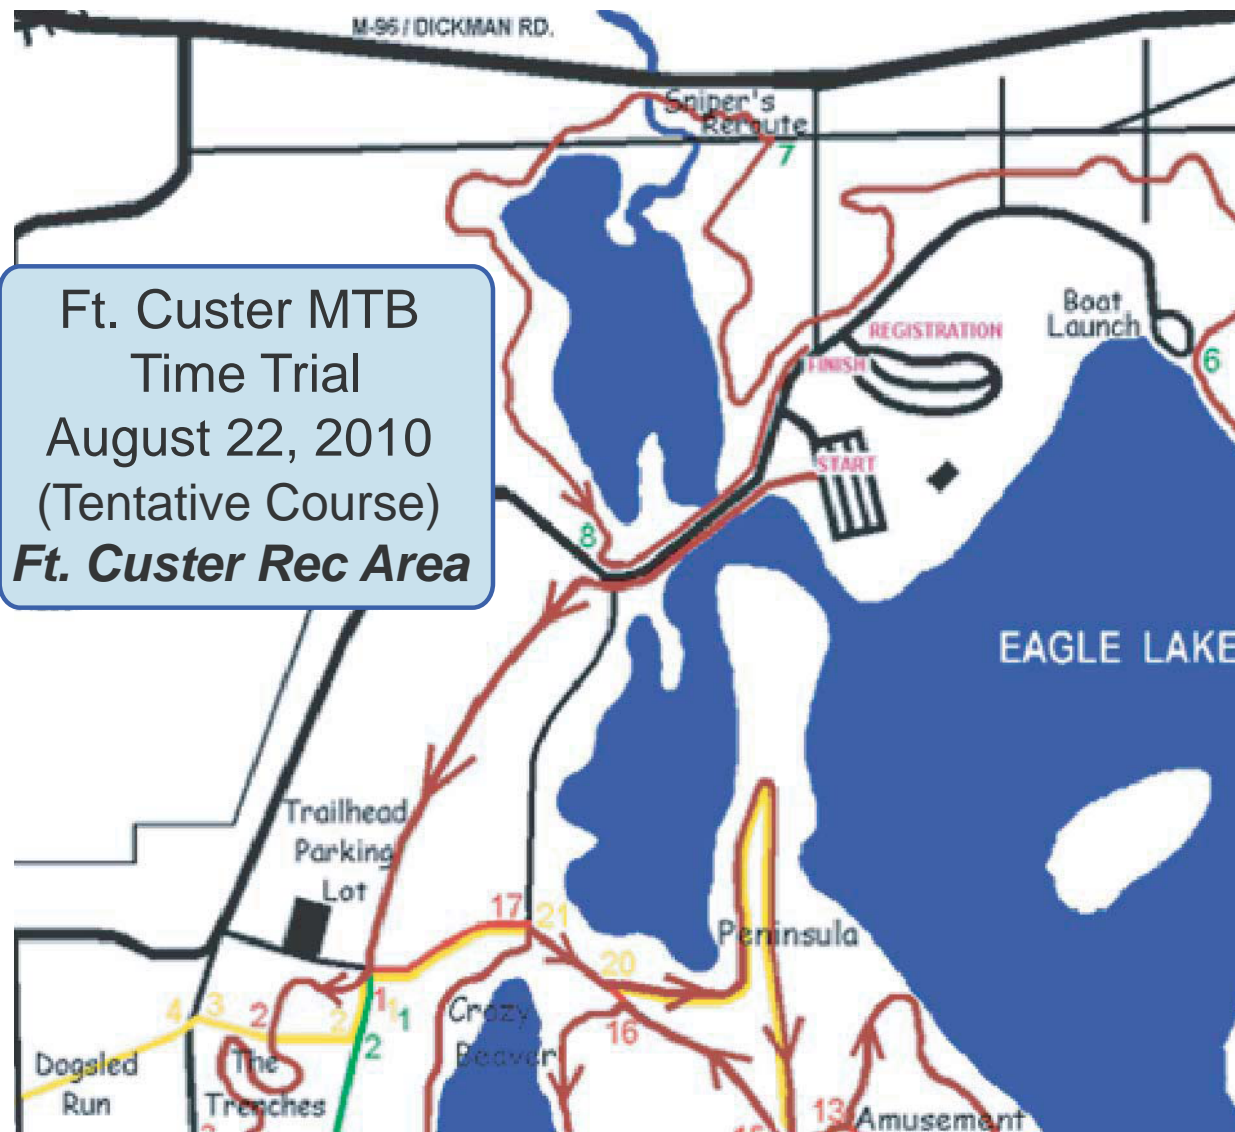 M-96 / DICKMAN RD.
Sniper's
Reroute
7
Ft. Custer MTB
Time Trial
August 22, 2010
(Tentative Course)
Ft. Custer Rec Area
Boat
Launch
REGISTRATION
FINISH
6
START
8
EAGLE LAKE
Trailhead
Parking
Lot
17
21
Peninsula
20
1
1
1
4
3
2
2
2
16
Crazy
Beaver
Dogsled
Run
The
Trenches
13
Amusement